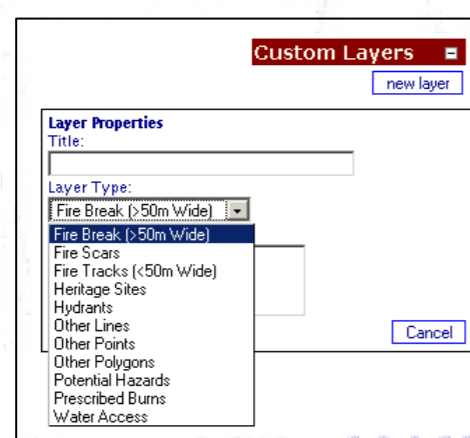 Custom Layers
new layer
Layer Properties
Title:
Layer Type:
Fire Break (>50m Wide)
Fire Break (>50m Wide)
Fire Scars
Fire Tracks (<50m Wide)
Heritage Sites
Hydrants
Other Lines
Other Points
Other Polygons
Potential Hazards
Prescribed Burns
Water Access
Cancel